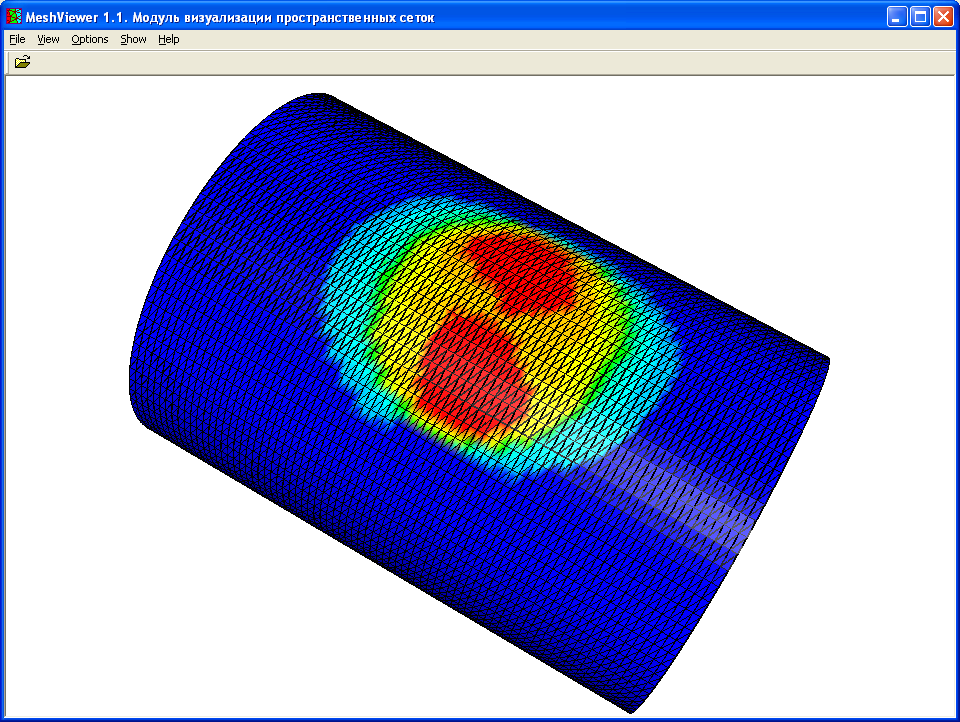 MeshViewer 1.1. Модуль визуализации пространственных сеток
File View Options Show Help